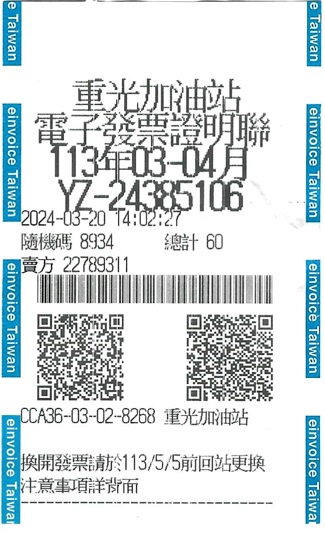 重光加油站
電子發票證明聯
113年03-04月
YZ-24385106
2024-03-20 14:02:27
隨機碼 8934 總計 60
賣方 22789311
CCA36-03-02-8268 重光加油站
換開發票請於113/5/5前回站更換
注意事項詳背面
einvoice Taiwan
einvoice Taiwan
einvoice Taiwan
einvoice Taiwan
einvoice Taiwan
einvoice Taiwan